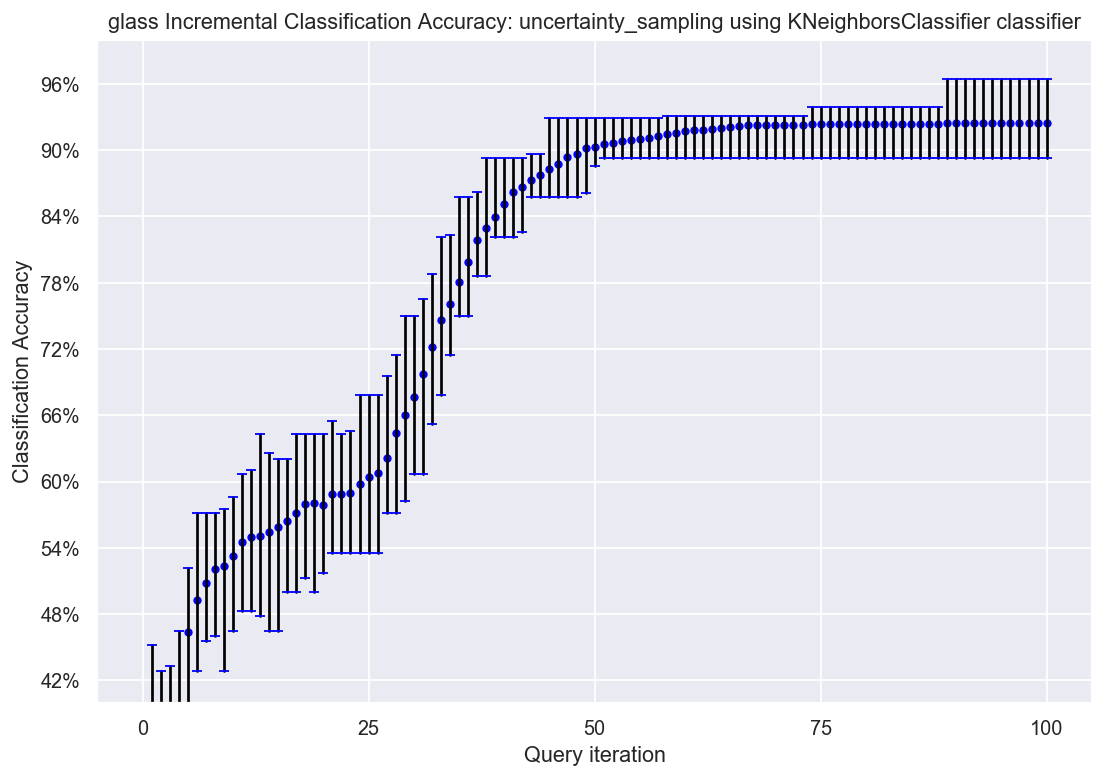 glass Incremental Classification Accuracy: uncertainty_sampling using KNeighborsClassifier classifier
96%
90%
84%
78%
72%
66%
60%
54%
48%
42%
Classification Accuracy
0 25 50 75 100
Query iteration